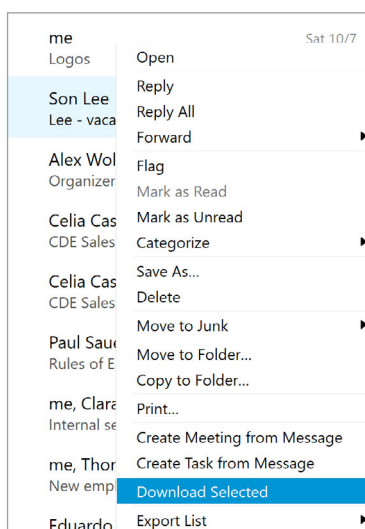 me Sat 10/7
Logos
Open
Reply
Son Lee
Reply All
Lee - vaca
Forward
Alex Wol
Flag
Organizer
Mark as Read
Celia Cas
Mark as Unread
CDE Sales
Categorize
Save As...
Celia Cas
Delete
CDE Sales
Move to Junk
Paul Saue
Move to Folder...
Rules of E
Copy to Folder...
me, Clara
Print...
Internal se
Create Meeting from Message
me, Thor
Create Task from Message
New emp
Download Selected
Eduardo
Export List